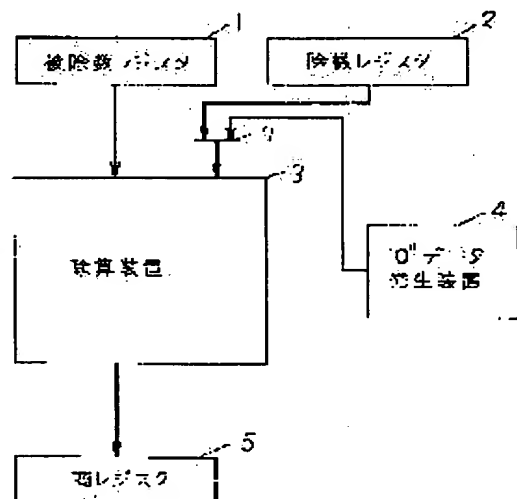 1
被除数レジスタ
2
除数レジスタ
9
3
除算装置
4
"0"データ
発生装置
5
商レジスタ